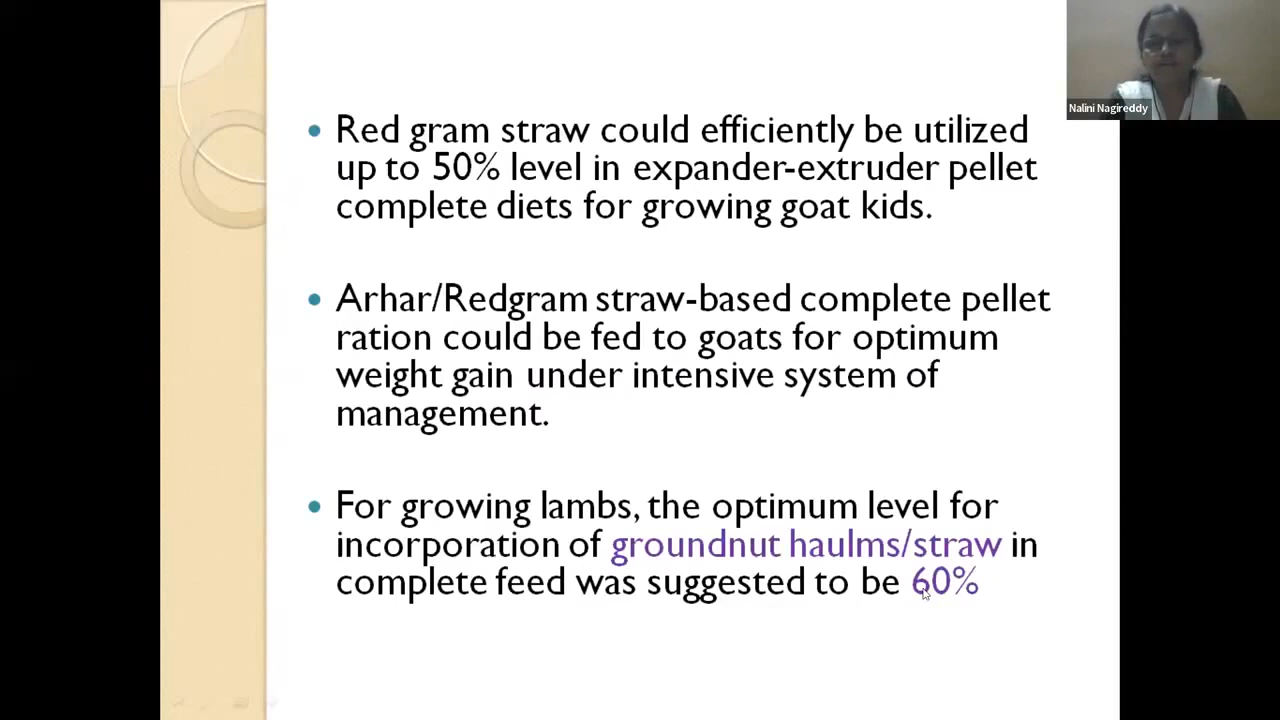 Nalini Nagireddy
• Red gram straw could efficiently be utilized
up to 50% level in expander-extruder pellet
complete diets for growing goat kids.
• Arhar/Redgram straw-based complete pellet
ration could be fed to goats for optimum
weight gain under intensive system of
management.
• For growing lambs, the optimum level for
incorporation of groundnut haulms/straw in
complete feed was suggested to be 60%